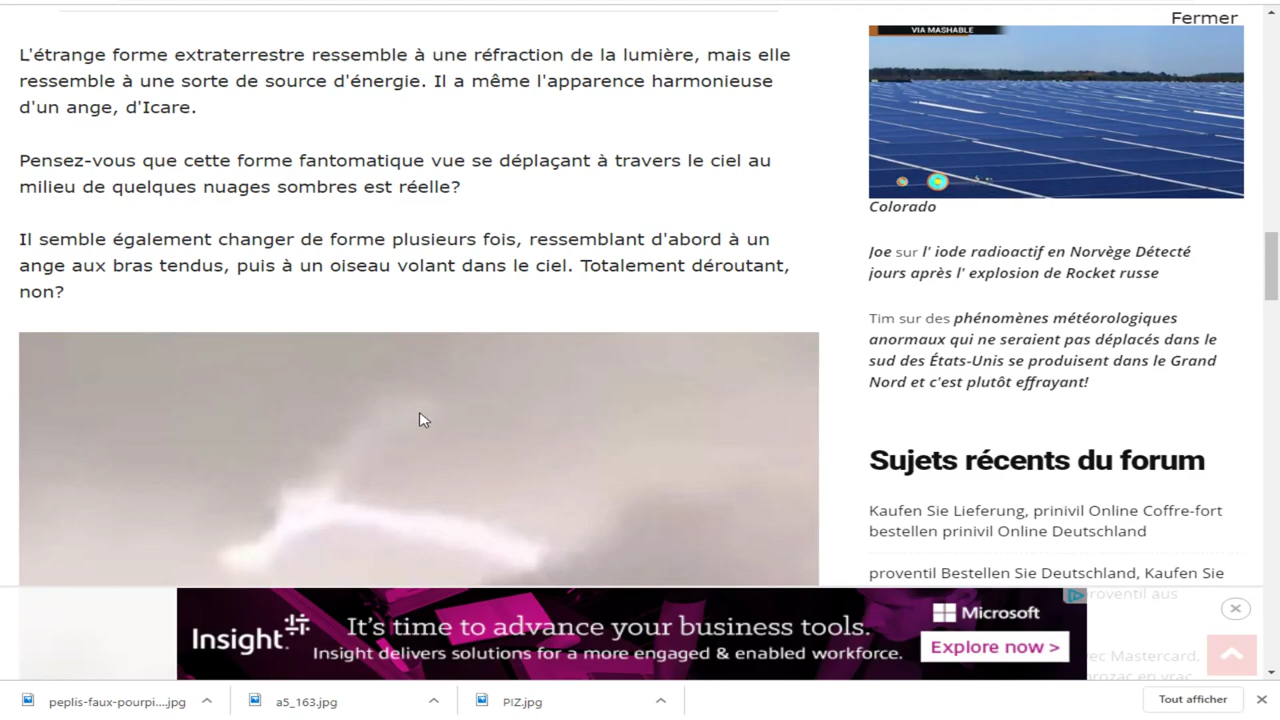 Fermer
L'étrange forme extraterrestre ressemble à une réfraction de la lumière, mais elle
ressemble à une sorte de source d'énergie. Il a même l'apparence harmonieuse
d'un ange, d'Icare.
Pensez-vous que cette forme fantomatique vue se déplaçant à travers le ciel au
milieu de quelques nuages sombres est réelle?
Il semble également changer de forme plusieurs fois, ressemblant d'abord à un
ange aux bras tendus, puis à un oiseau volant dans le ciel. Totalement déroutant,
non?
VIA MASHABLE
Colorado
Joe sur l' iode radioactif en Norvège Détecté
jours après l' explosion de Rocket russe
Tim sur des phénomènes météorologiques
anormaux qui ne seraient pas déplacés dans le
sud des États-Unis se produisent dans le Grand
Nord et c'est plutôt effrayant!
Sujets récents du forum
Kaufen Sie Lieferung, prinivil Online Coffre-fort
bestellen prinivil Online Deutschland
proventil Bestellen Sie Deutschland, Kaufen Sie
proventil aus
avec Mastercard.
prozac en vrac
Insight
It's time to advance your business tools.
Insight delivers solutions for a more engaged & enabled workforce.
Microsoft
Explore now >
peplis-faux-pourpi....jpg
a5_163.jpg
PIZ.jpg
Tout afficher